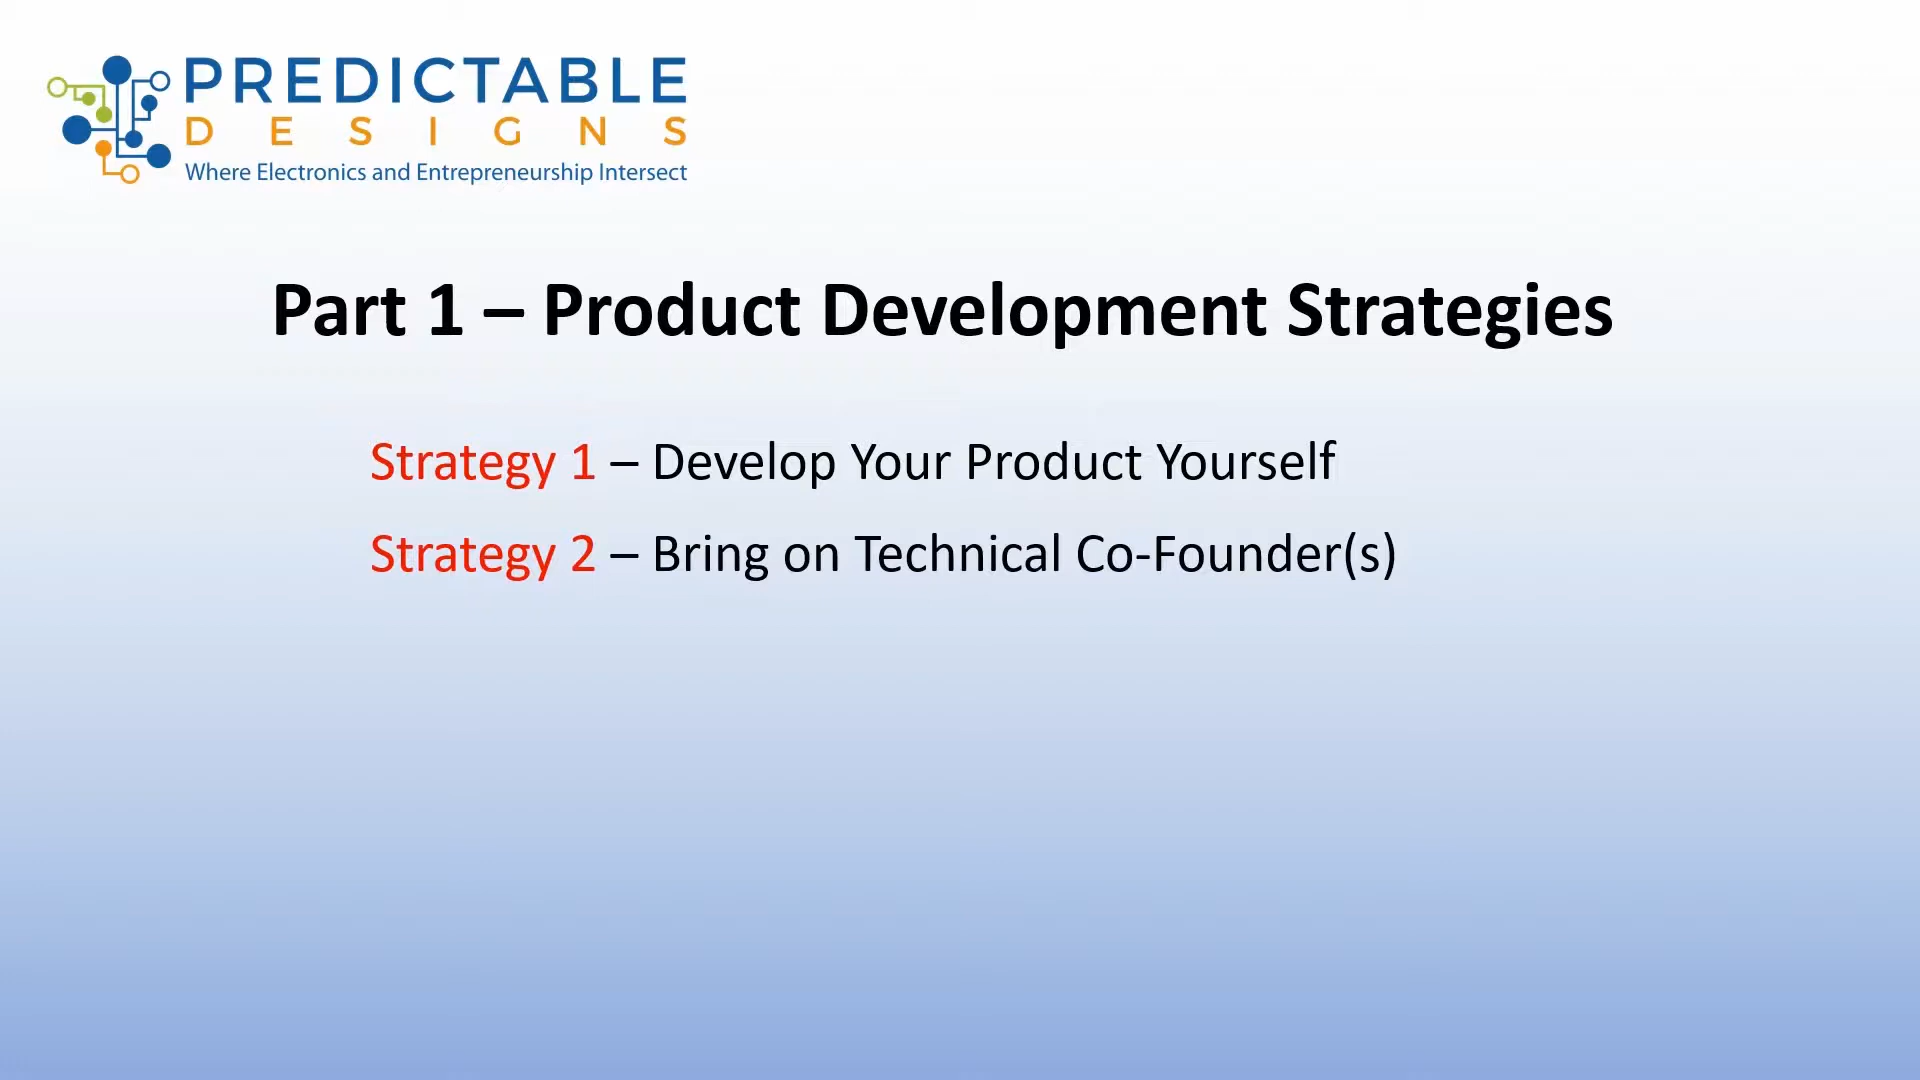 PREDICTABLE
DESIGNS
Where Electronics and Entrepreneurship Intersect
Part 1 – Product Development Strategies
Strategy 1 – Develop Your Product Yourself
Strategy 2 – Bring on Technical Co-Founder(s)